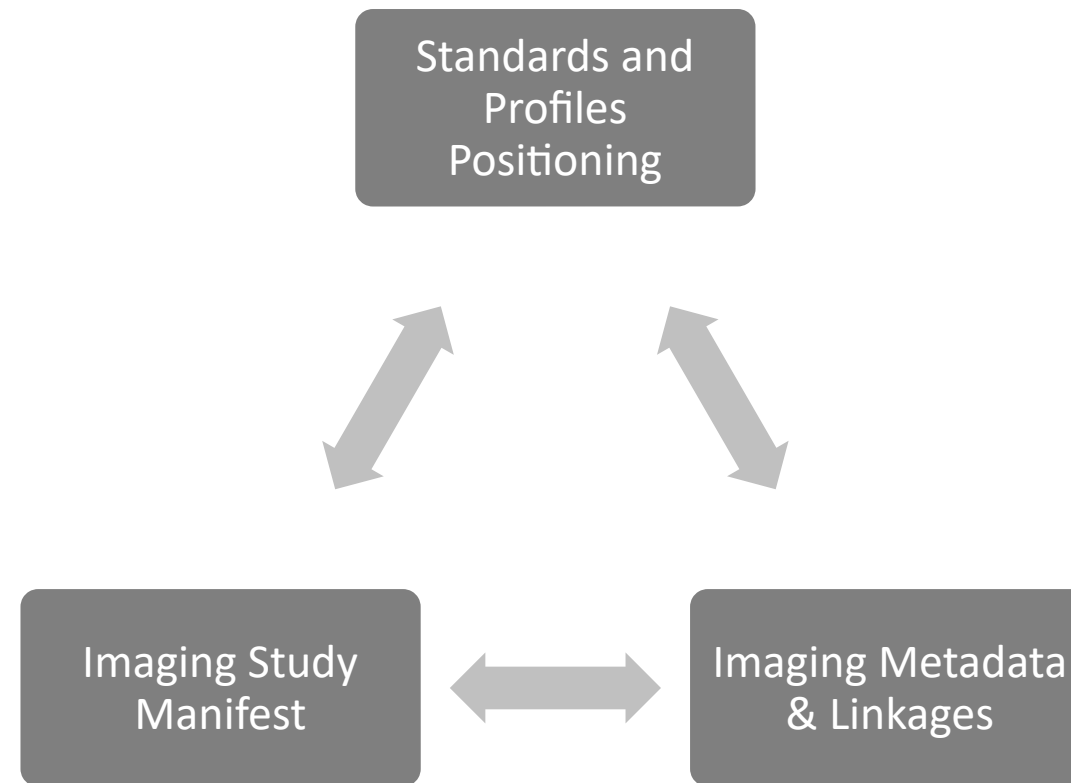 Standards and
Profiles
Positioning
Imaging Study
Manifest
Imaging Metadata
& Linkages